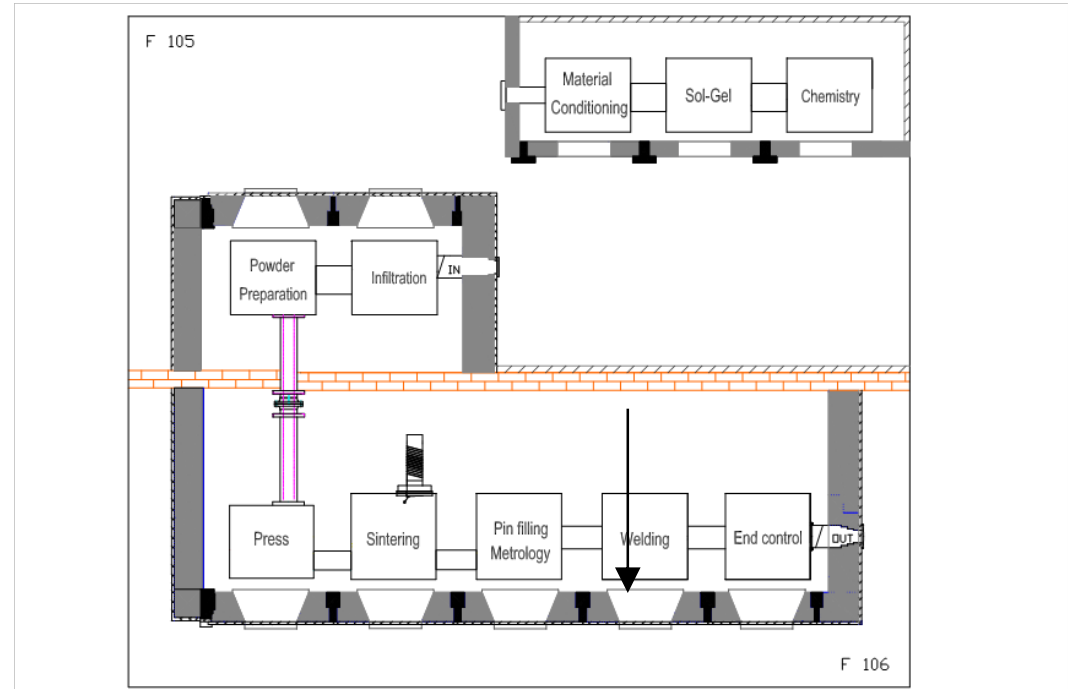 F 105
Material
Conditioning
Sol-Gel
Chemistry
Powder
Preparation
Infiltration
IN
Press
Sintering
Pin filling
Metrology
Welding
End control
OUT
F 106